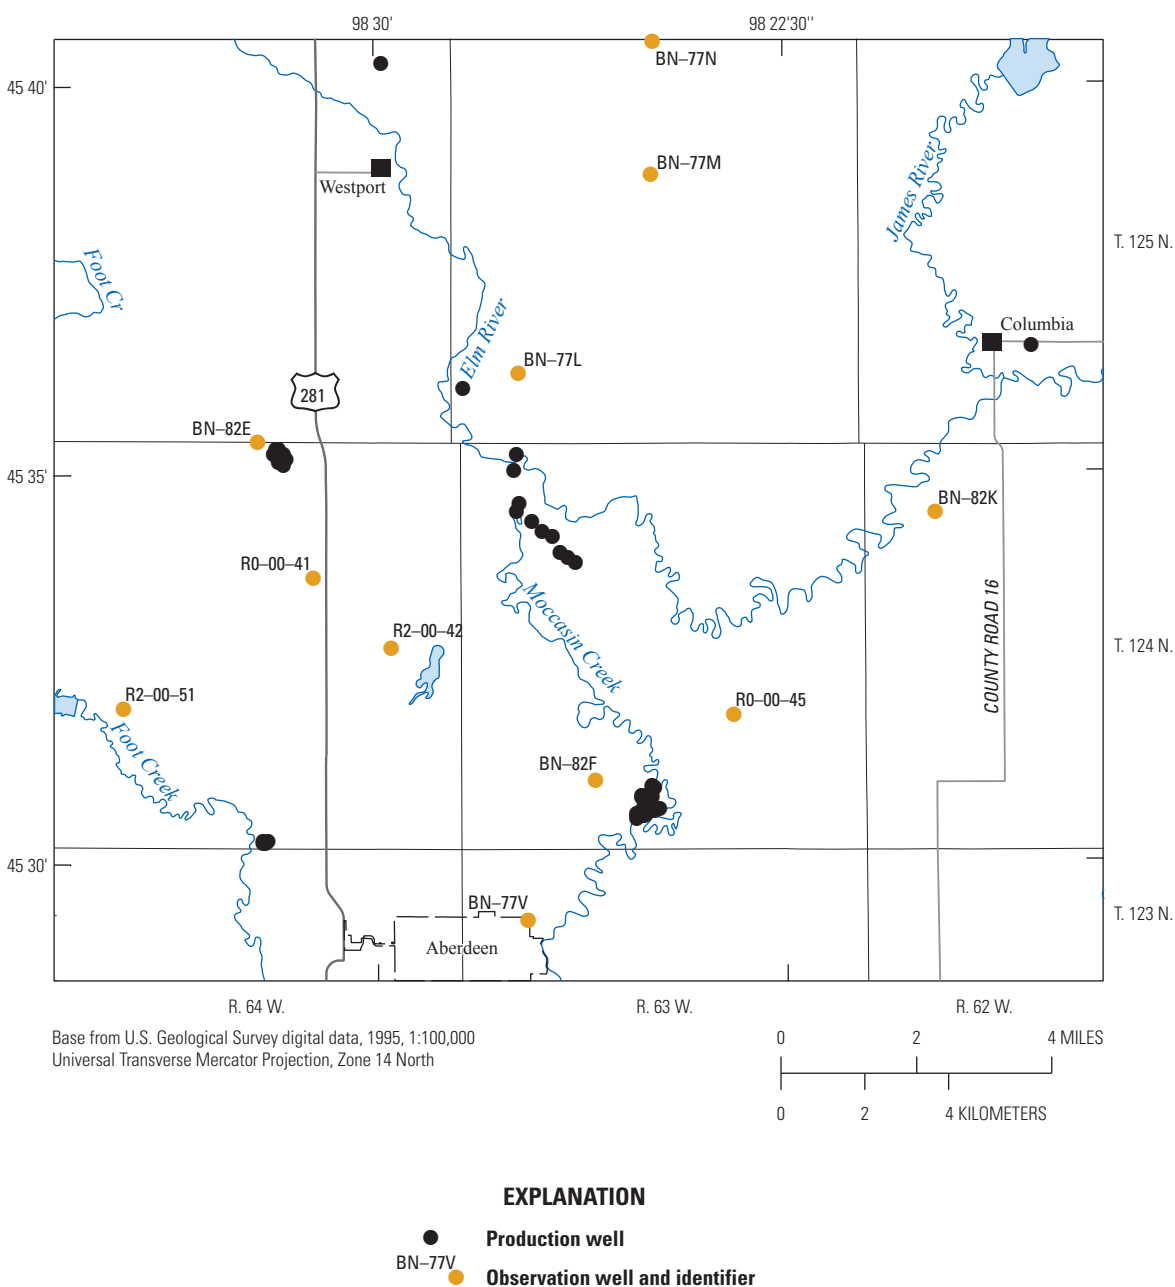 98 30'
98 22'30''
45 40'
BN–77N
BN–77M
Westport
James River
T. 125 N.
Foot Cr
Elm River
Columbia
BN–77L
281
BN–82E
45 35'
BN–82K
R0–00–41
Moccasin Creek
R2–00–42
COUNTY ROAD 16
T. 124 N.
R2–00–51
R0–00–45
Foot Creek
BN–82F
45 30'
BN–77V
T. 123 N.
Aberdeen
R. 64 W.
R. 63 W.
R. 62 W.
Base from U.S. Geological Survey digital data, 1995, 1:100,000
Universal Transverse Mercator Projection, Zone 14 North
0 2 4 MILES
0 2 4 KILOMETERS
EXPLANATION
Production well
BN–77V
Observation well and identifier